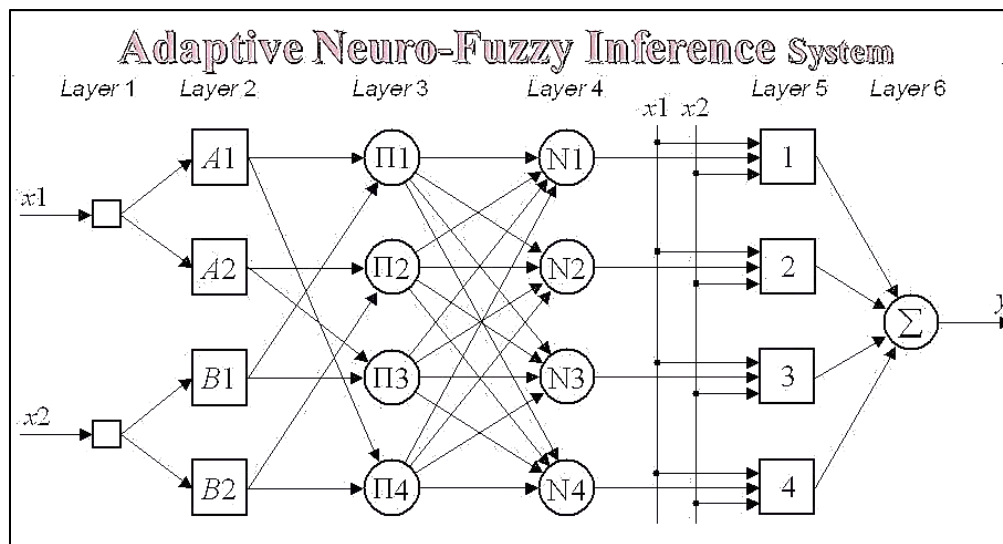 Adaptive Neuro-Fuzzy Inference System
Layer 1 Layer 2 Layer 3 Layer 4 Layer 5 Layer 6
x1 x2
A1 Π1 N1 1
x1
A2 Π2 N2 2
Σ y
B1 Π3 N3 3
x2
B2 Π4 N4 4